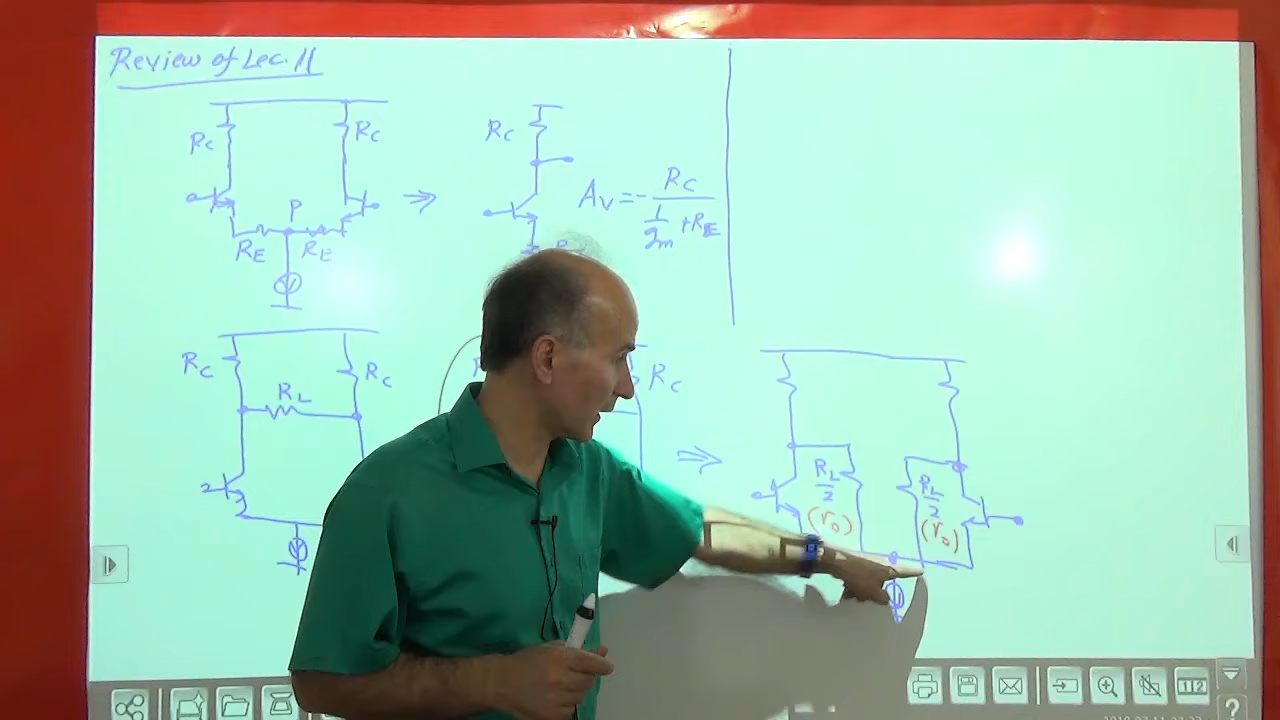 Review of Lec. 11
Rc
Rc
P
RE
RE
Rc
Av = - Rc / (1/gm + RE)
Rc
Rc
RL
Rc
RL/2
(ro)
RL/2
(ro)